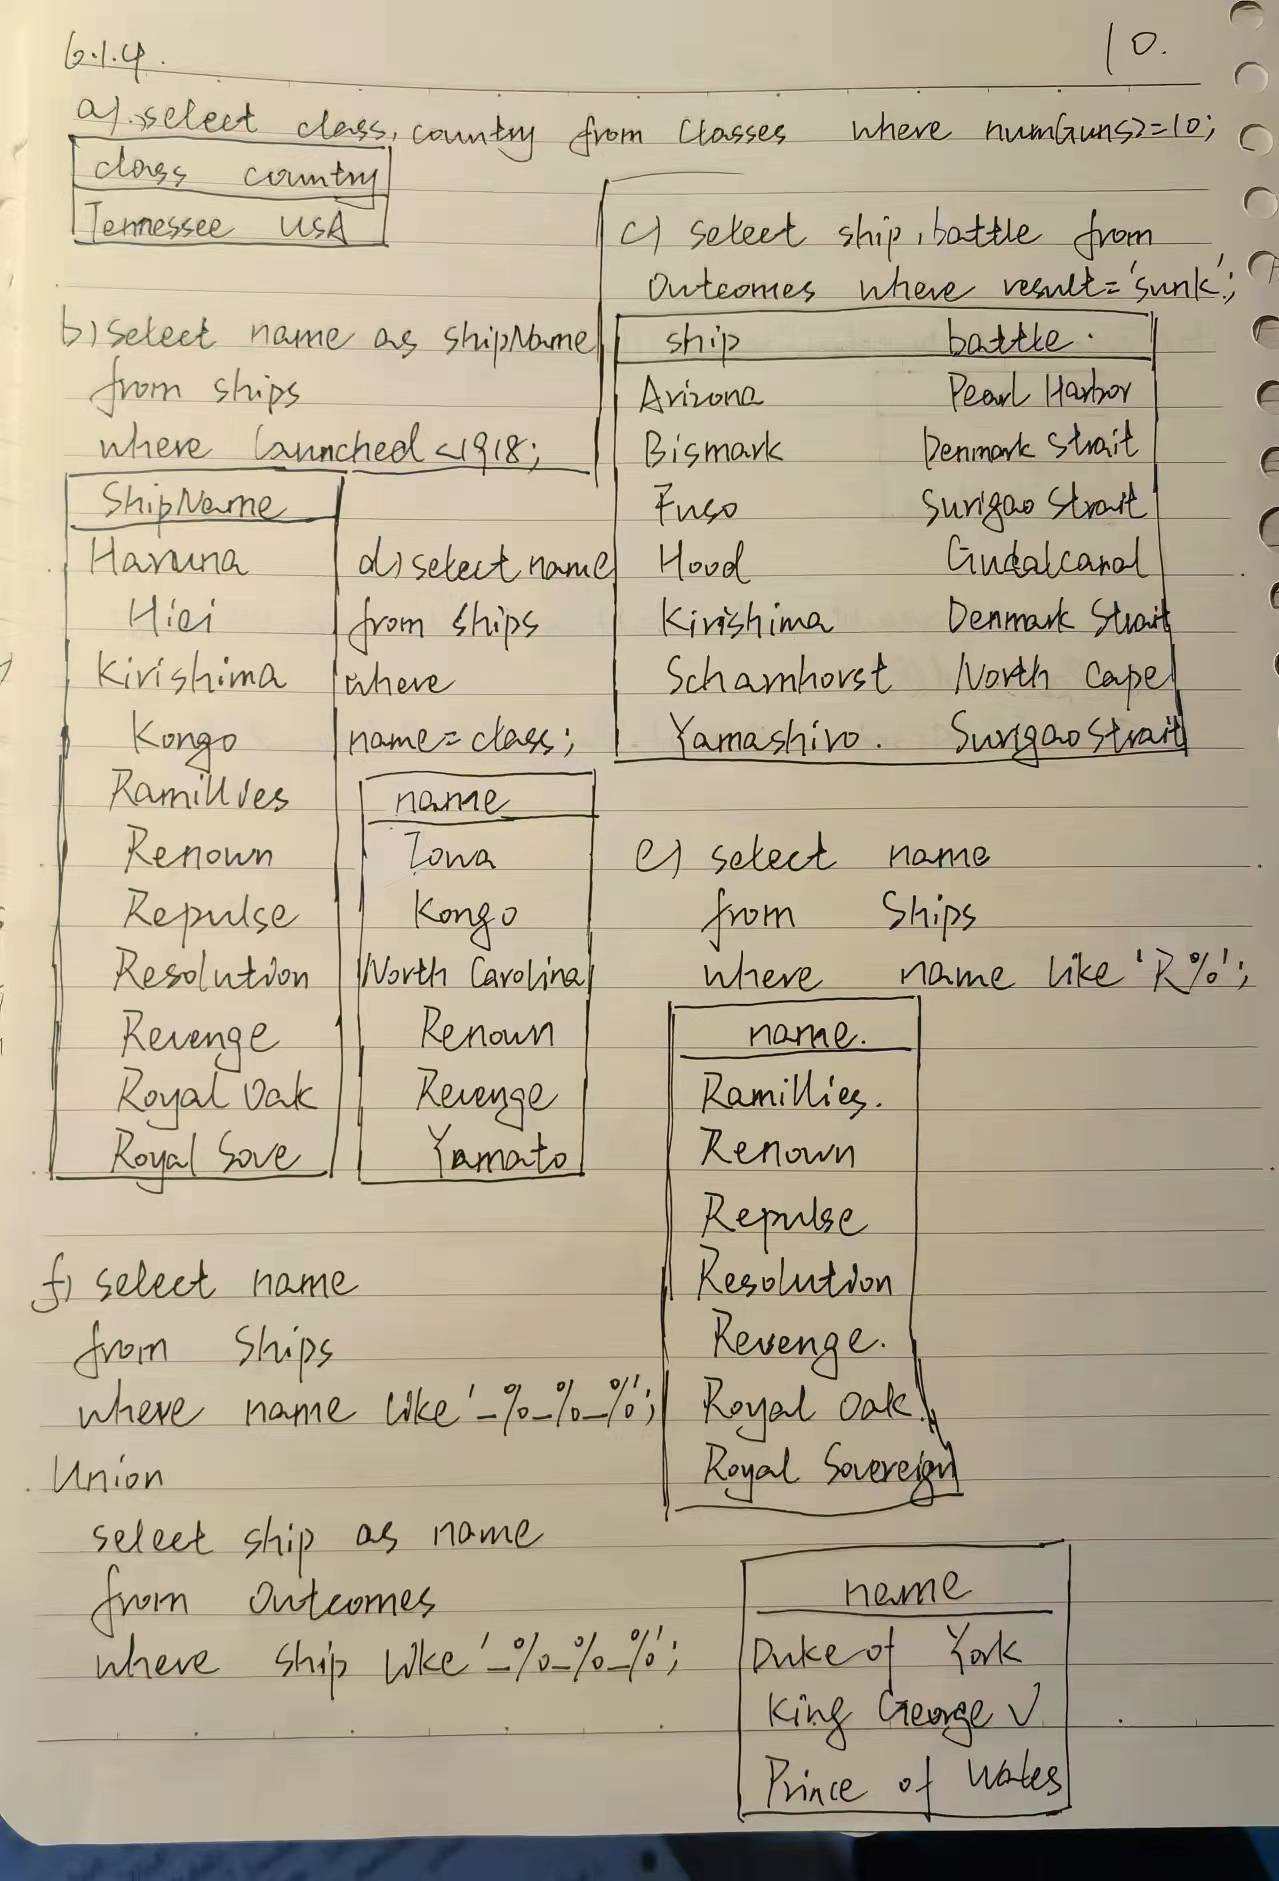 6.1.4.
10.
a). select class, country from Classes where numGuns>=10;
class country
Tennessee USA
b) select name as shipName
from ships
where launched <1918;
ShipName
Haruna
Hiei
Kirishima
Kongo
Ramillies
Renown
Repulse
Resolution
Revenge
Royal Oak
Royal Sove
c) select ship, battle from
Outcomes where result='sunk';
ship battle.
Arizona Pearl Harbor
Bismark Denmark Strait
Fuso Surigao Strait
Hood Gudalcanal
Kirishima Denmark Strait
Scharnhorst North Cape
Yamashiro. Surigao Strait
d) select name
from ships
where
name=class;
name
Iowa
Kongo
North Carolina
Renown
Revenge
Yamato
e) select name
from Ships
where name like 'R%';
name.
Ramillies.
Renown
Repulse
Resolution
Revenge.
Royal Oak.
Royal Sovereign
f) select name
from Ships
where name like '_%_%_%';
Union
select ship as name
from Outcomes
where ship like '_%_%_%';
name
Duke of York
King George V
Prince of Wales